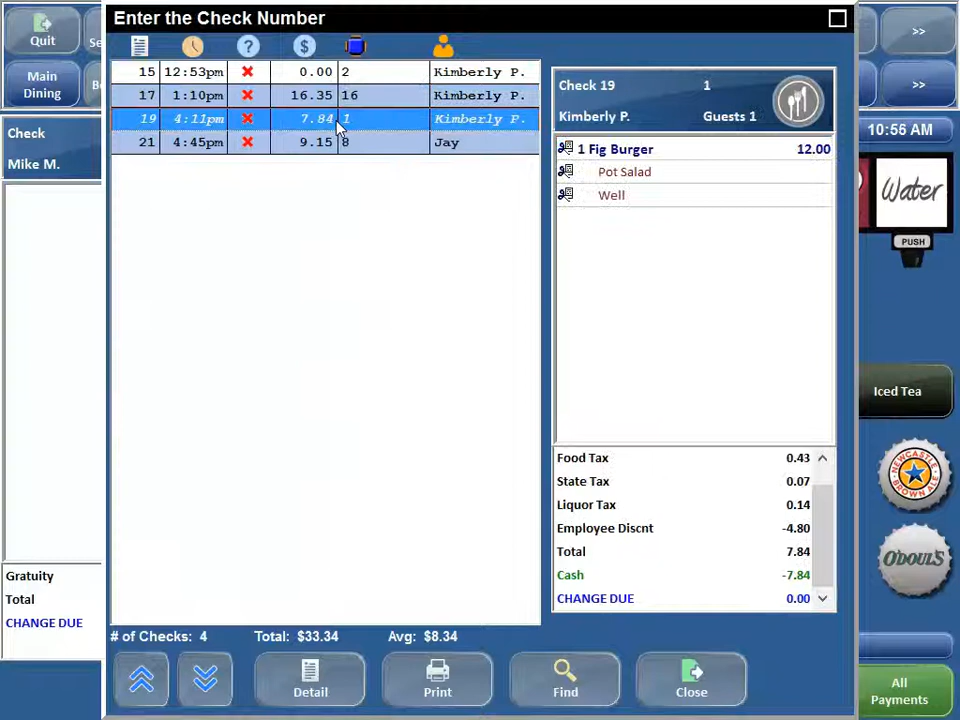 Enter the Check Number
Quit
Se
Main
Dining
B
Check
Mike M.
Gratuity
Total
CHANGE DUE
?
$
15 12:53pm 0.00 2 Kimberly P.
17 1:10pm 16.35 16 Kimberly P.
19 4:11pm 7.84 1 Kimberly P.
21 4:45pm 9.15 8 Jay
Check 19 1
Kimberly P. Guests 1
1 Fig Burger 12.00
Pot Salad
Well
Food Tax 0.43
State Tax 0.07
Liquor Tax 0.14
Employee Discnt -4.80
Total 7.84
Cash -7.84
CHANGE DUE 0.00
# of Checks: 4 Total: $33.34 Avg: $8.34
Detail
Print
Find
Close
>>
>>
10:56 AM
Water
PUSH
Iced Tea
NEWCASTLE
BROWN ALE
O'DOUL'S
All
Payments